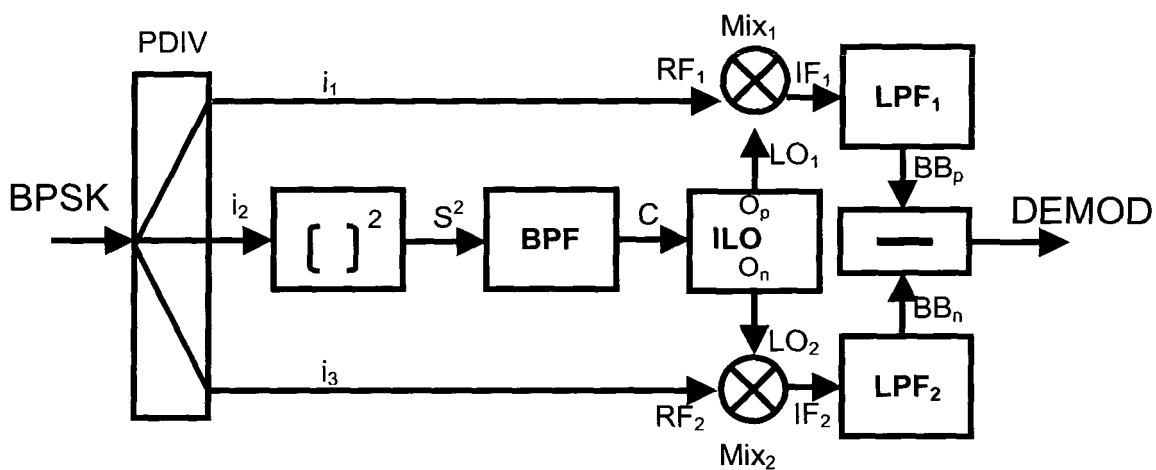 PDIV
Mix₁
i₁
RF₁
IF₁
LPF₁
LO₁
BBₚ
BPSK
i₂
[ ]²
S²
BPF
C
Oₚ
ILO
Oₙ
DEMOD
BBₙ
LO₂
i₃
RF₂
IF₂
LPF₂
Mix₂